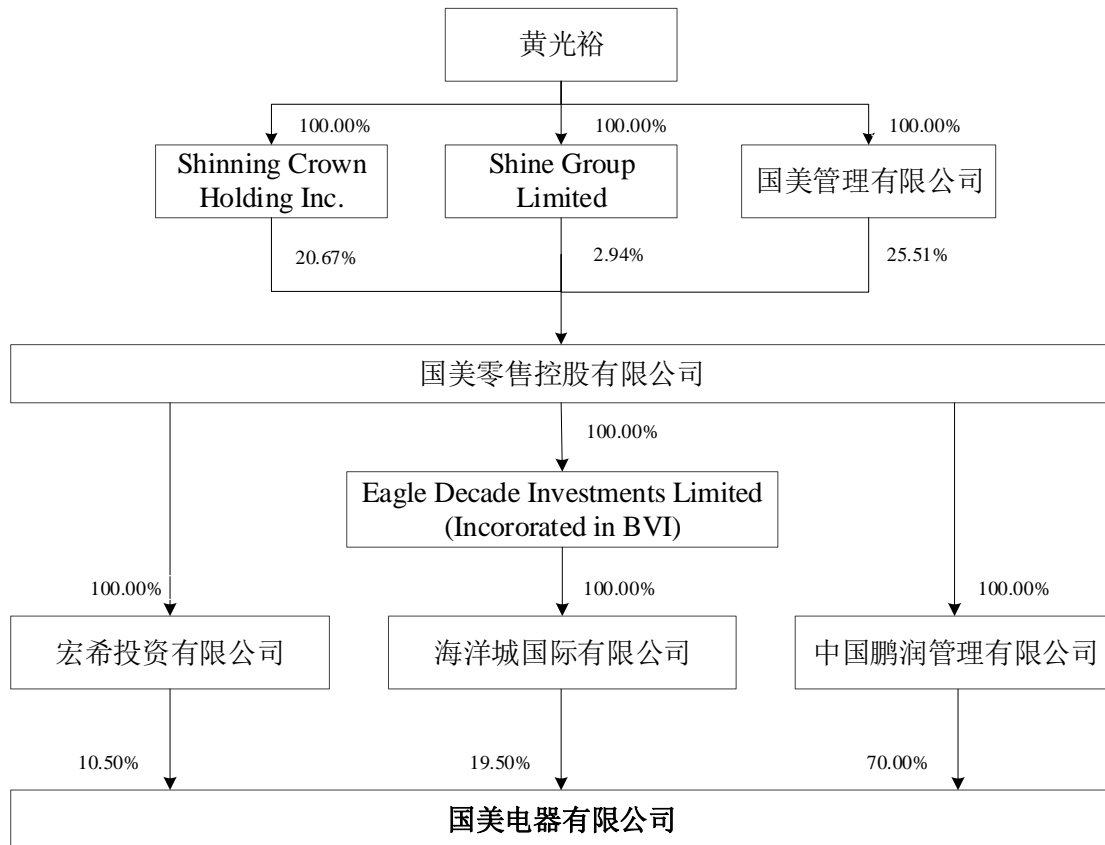 黄光裕
100.00%
100.00%
100.00%
Shinning Crown
Holding Inc.
Shine Group
Limited
国美管理有限公司
20.67%
2.94%
25.51%
国美零售控股有限公司
100.00%
Eagle Decade Investments Limited
(Incororated in BVI)
100.00%
100.00%
100.00%
宏希投资有限公司
海洋城国际有限公司
中国鹏润管理有限公司
10.50%
19.50%
70.00%
国美电器有限公司